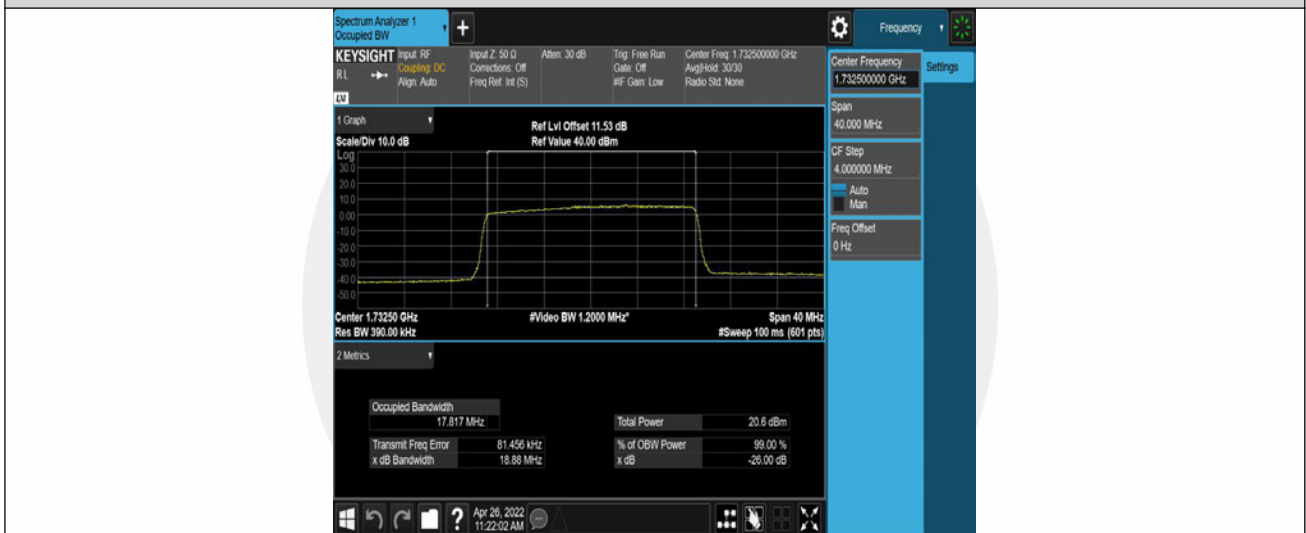 Spectrum Analyzer 1
Occupied BW
+
Frequency
KEYSIGHT
R L
Input: RF
Coupling: DC
Align: Auto
Input Z: 50 Ω
Corrections: Off
Freq Ref: Int (S)
Atten: 30 dB
Trig: Free Run
Gate: Off
#IF Gain: Low
Center Freq: 1.732500000 GHz
Avg|Hold: 30/30
Radio Std: None
Center Frequency
1.732500000 GHz
Settings
Span
40.000 MHz
CF Step
4.000000 MHz
Auto
Man
Freq Offset
0 Hz
1 Graph
Scale/Div 10.0 dB
Ref Lvl Offset 11.53 dB
Ref Value 40.00 dBm
Log
30.0
20.0
10.0
0.00
-10.0
-20.0
-30.0
-40.0
-50.0
Center 1.73250 GHz
#Video BW 1.2000 MHz*
Span 40 MHz
Res BW 390.00 kHz
#Sweep 100 ms (601 pts)
2 Metrics
Occupied Bandwidth
17.817 MHz
Total Power 20.6 dBm
Transmit Freq Error 81.456 kHz
% of OBW Power 99.00 %
x dB Bandwidth 18.88 MHz
x dB -26.00 dB
?
Apr 26, 2022
11:22:02 AM